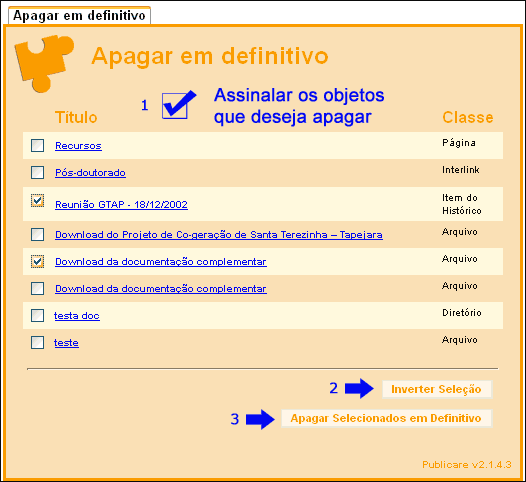 Apagar em definitivo
Apagar em definitivo
1 Assinalar os objetos
que deseja apagar
Título Classe
Recursos Página
Pós-doutorado Interlink
Reunião GTAP - 18/12/2002 Item do
Histórico
Download do Projeto de Co-geração de Santa Terezinha – Tapejara Arquivo
Download da documentação complementar Arquivo
Download da documentação complementar Arquivo
testa doc Diretório
teste Arquivo
2 Inverter Seleção
3 Apagar Selecionados em Definitivo
Publicare v2.1.4.3